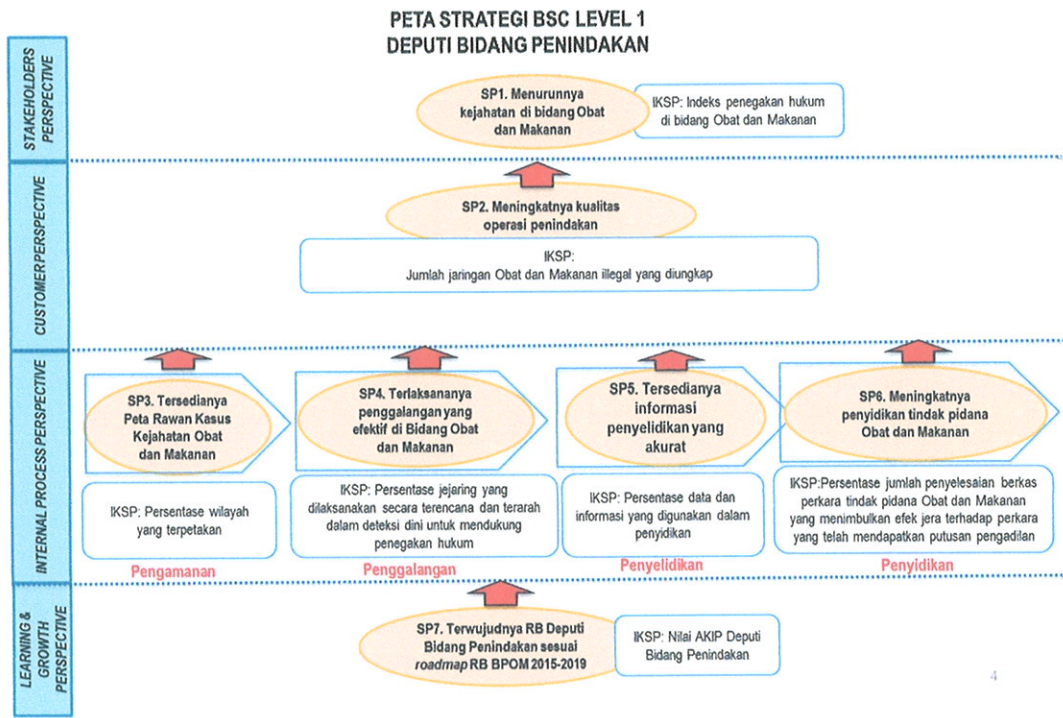 PETA STRATEGI BSC LEVEL 1
DEPUTI BIDANG PENINDAKAN
STAKEHOLDERS
PERSPECTIVE
SP1. Menurunnya
kejahatan di bidang Obat
dan Makanan
IKSP: Indeks penegakan hukum
di bidang Obat dan Makanan
CUSTOMER PERSPECTIVE
SP2. Meningkatnya kualitas
operasi penindakan
IKSP:
Jumlah jaringan Obat dan Makanan illegal yang diungkap
INTERNAL PROCESS PERSPECTIVE
SP3. Tersedianya
Peta Rawan Kasus
Kejahatan Obat
dan Makanan
IKSP: Persentase wilayah
yang terpetakan
Pengamanan
SP4. Terlaksananya
penggalangan yang
efektif di Bidang Obat
dan Makanan
IKSP: Persentase jejaring yang
dilaksanakan secara terencana dan terarah
dalam deteksi dini untuk mendukung
penegakan hukum
Penggalangan
SP5. Tersedianya
informasi
penyelidikan yang
akurat
IKSP: Persentase data dan
informasi yang digunakan dalam
penyidikan
Penyelidikan
SP6. Meningkatnya
penyidikan tindak pidana
Obat dan Makanan
IKSP:Persentase jumlah penyelesaian berkas
perkara tindak pidana Obat dan Makanan
yang menimbulkan efek jera terhadap perkara
yang telah mendapatkan putusan pengadilan
Penyidikan
LEARNING &
GROWTH
PERSPECTIVE
SP7. Terwujudnya RB Deputi
Bidang Penindakan sesuai
roadmap RB BPOM 2015-2019
IKSP: Nilai AKIP Deputi
Bidang Penindakan
4